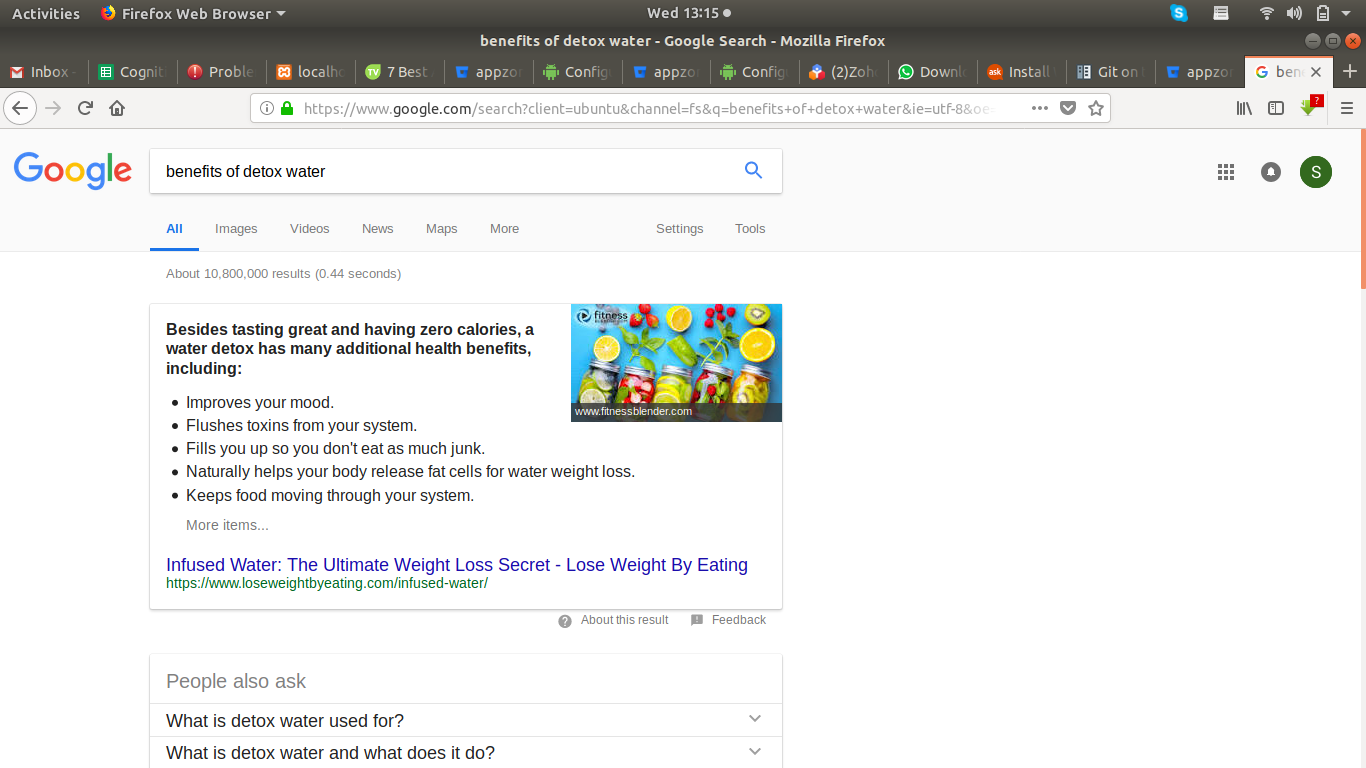 Activities Firefox Web Browser Wed 13:15
benefits of detox water - Google Search - Mozilla Firefox
Inbox - Cogniti Proble localho 7 Best appzor Config appzor Config (2)Zoho Downlo Install Git on appzor ben
https://www.google.com/search?client=ubuntu&channel=fs&q=benefits+of+detox+water&ie=utf-8&oe=
Google benefits of detox water S
All Images Videos News Maps More Settings Tools
About 10,800,000 results (0.44 seconds)
Besides tasting great and having zero calories, a
water detox has many additional health benefits,
including:
fitness
www.fitnessblender.com
Improves your mood.
Flushes toxins from your system.
Fills you up so you don't eat as much junk.
Naturally helps your body release fat cells for water weight loss.
Keeps food moving through your system.
More items...
Infused Water: The Ultimate Weight Loss Secret - Lose Weight By Eating
https://www.loseweightbyeating.com/infused-water/
About this result Feedback
People also ask
What is detox water used for?
What is detox water and what does it do?